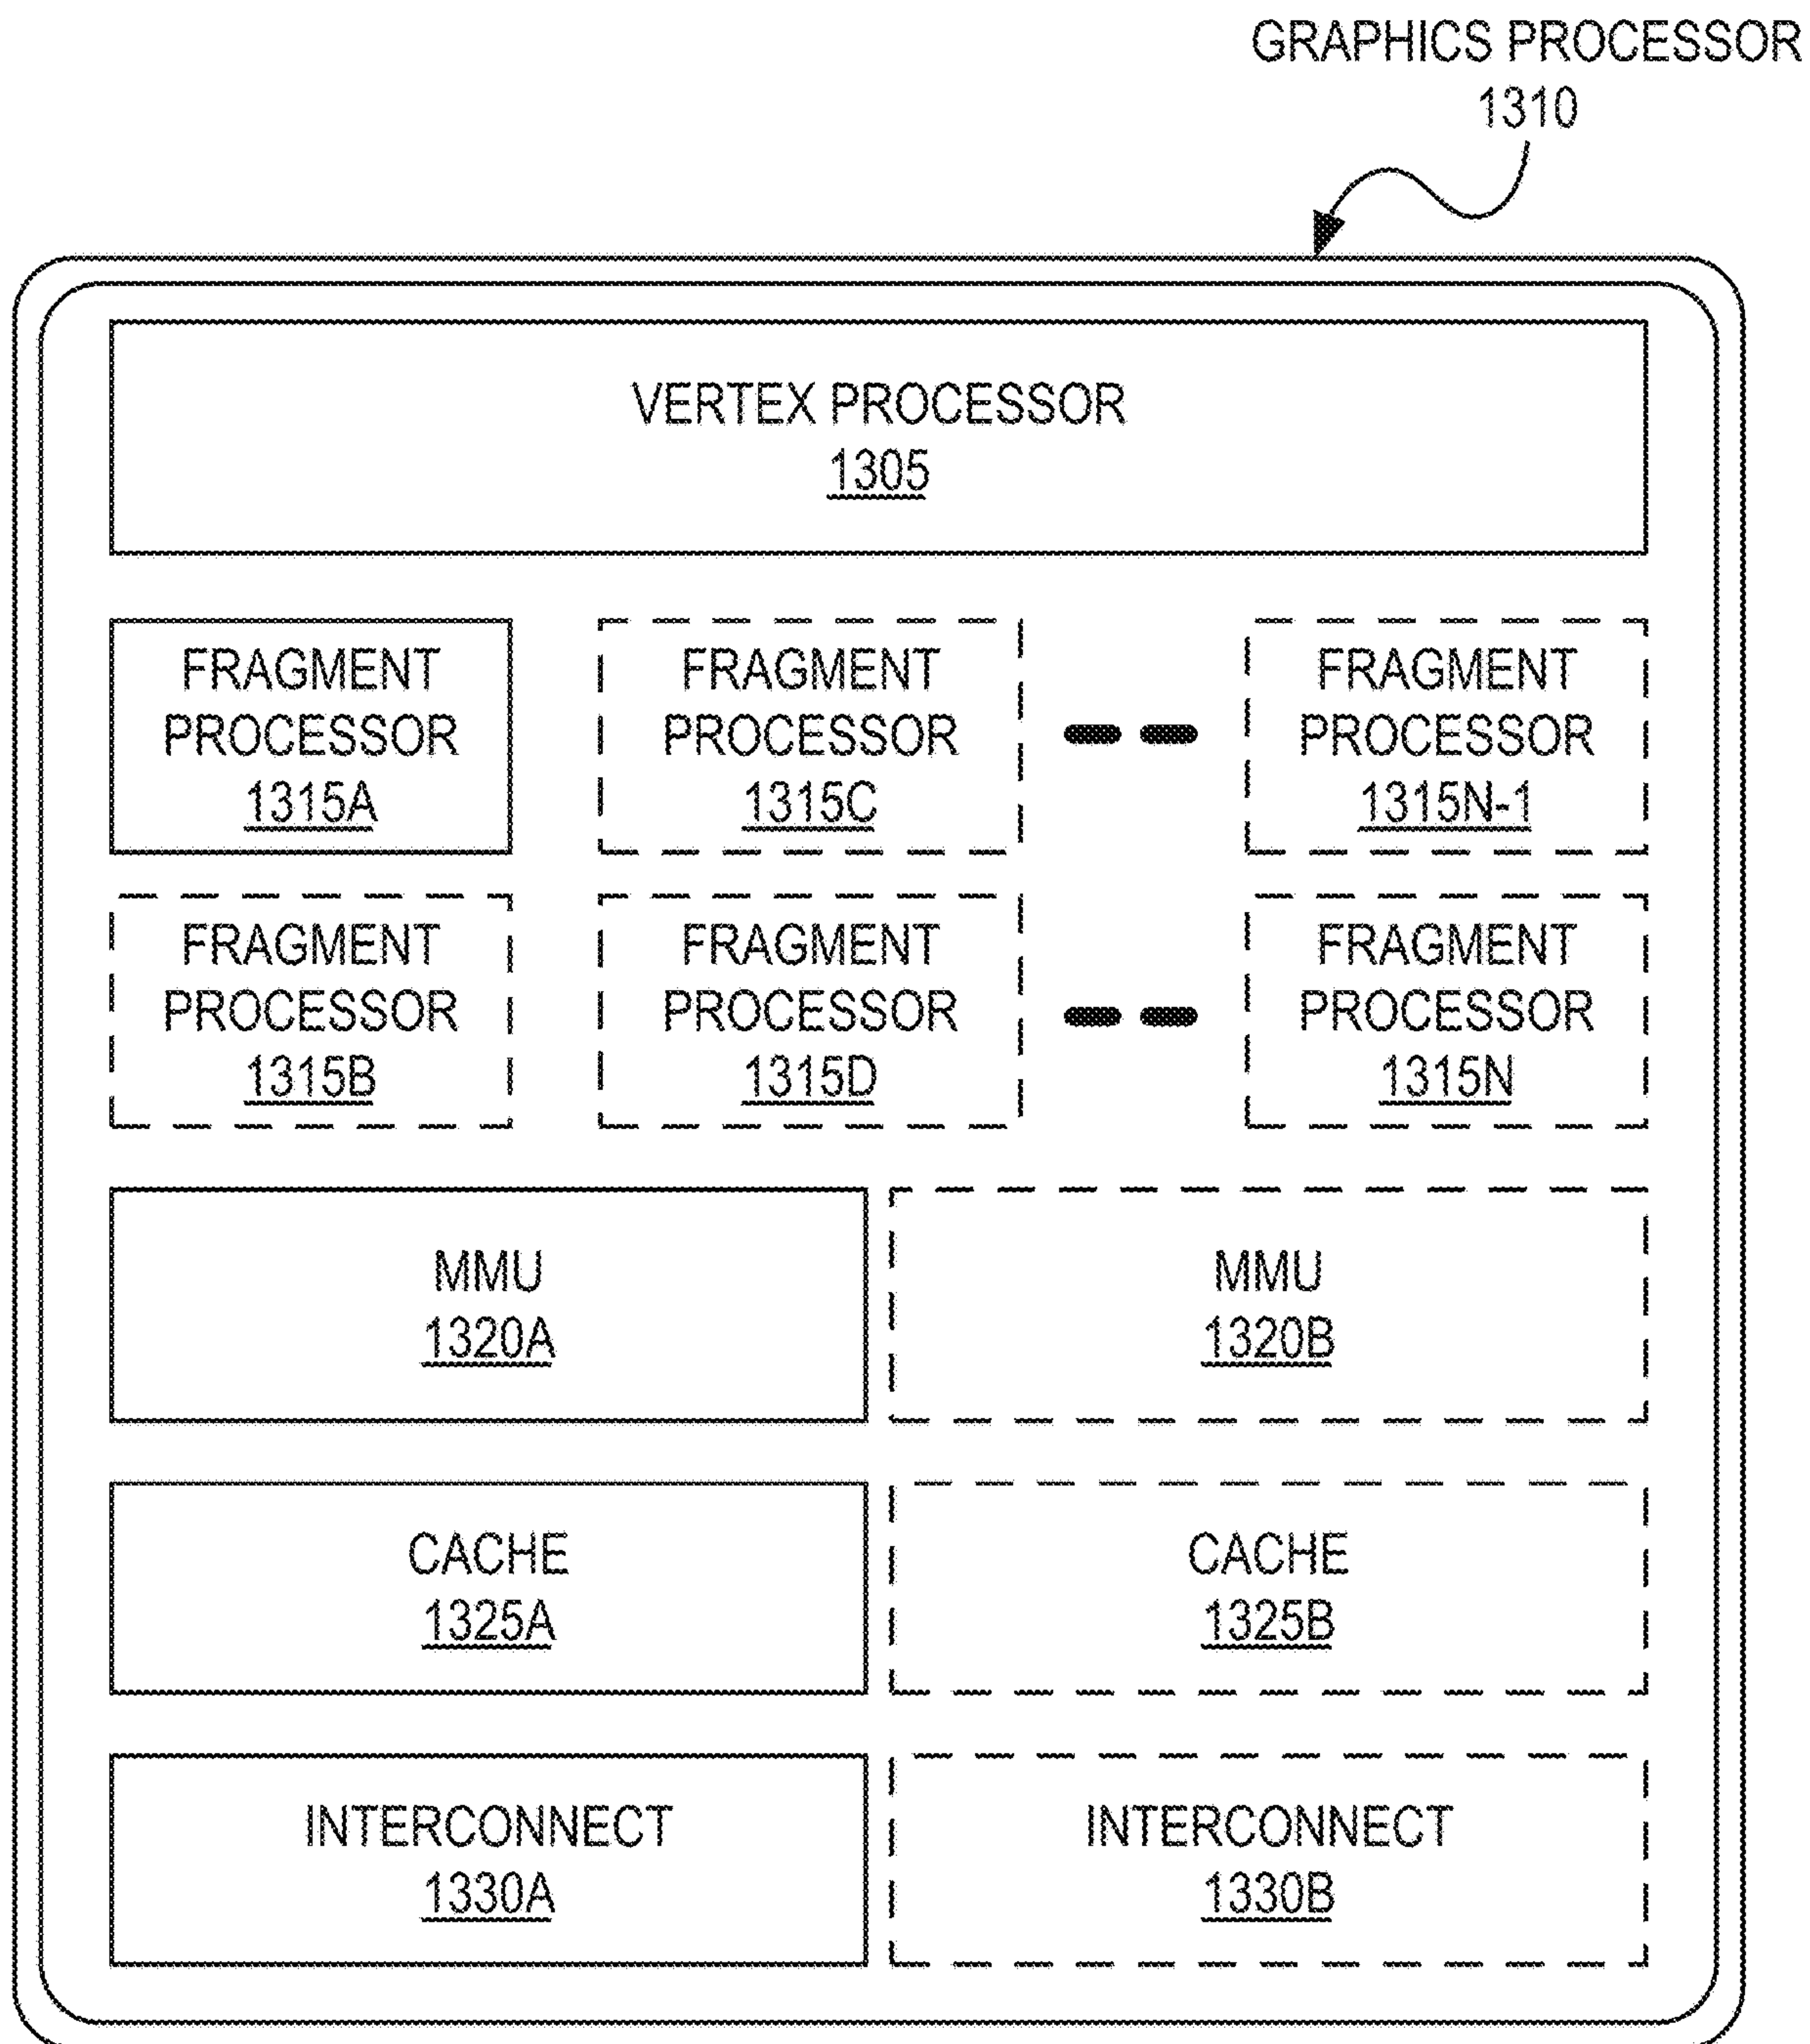 GRAPHICS PROCESSOR
1310
VERTEX PROCESSOR
1305
FRAGMENT
PROCESSOR
1315A
FRAGMENT
PROCESSOR
1315C
FRAGMENT
PROCESSOR
1315N-1
FRAGMENT
PROCESSOR
1315B
FRAGMENT
PROCESSOR
1315D
FRAGMENT
PROCESSOR
1315N
MMU
1320A
MMU
1320B
CACHE
1325A
CACHE
1325B
INTERCONNECT
1330A
INTERCONNECT
1330B